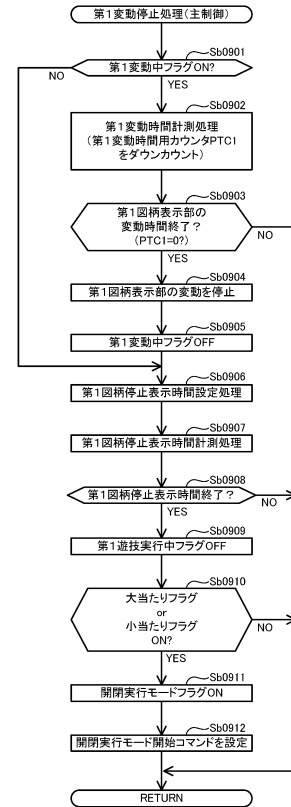 第1変動停止処理(主制御)
Sb0901
第1変動中フラグON?
NO
YES
Sb0902
第1変動時間計測処理
(第1変動時間用カウンタPTC1
をダウンカウント)
Sb0903
第1図柄表示部の
変動時間終了?
(PTC1=0?)
NO
YES
Sb0904
第1図柄表示部の変動を停止
Sb0905
第1変動中フラグOFF
Sb0906
第1図柄停止表示時間設定処理
Sb0907
第1図柄停止表示時間計測処理
Sb0908
第1図柄停止表示時間終了?
NO
YES
Sb0909
第1遊技実行中フラグOFF
Sb0910
大当たりフラグ
or
小当たりフラグ
ON?
NO
YES
Sb0911
開閉実行モードフラグON
Sb0912
開閉実行モード開始コマンドを設定
RETURN